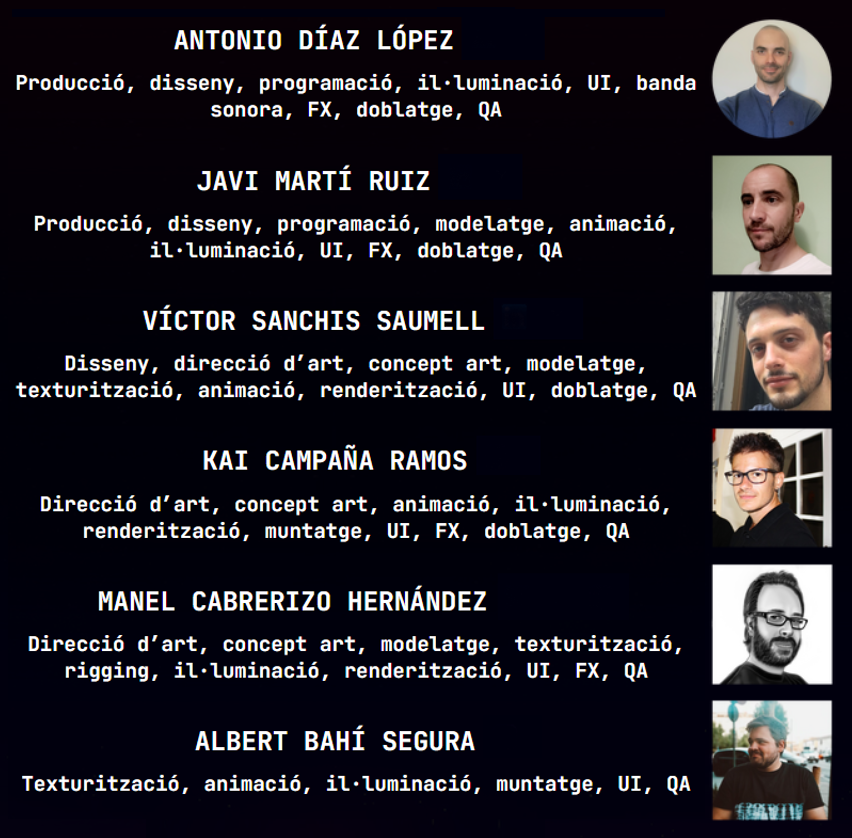 ANTONIO DÍAZ LÓPEZ
Producció, disseny, programació, il·luminació, UI, banda
sonora, FX, doblatge, QA
JAVI MARTÍ RUIZ
Producció, disseny, programació, modelatge, animació,
il·luminació, UI, FX, doblatge, QA
VÍCTOR SANCHIS SAUMELL
Disseny, direcció d’art, concept art, modelatge,
texturització, animació, renderització, UI, doblatge, QA
KAI CAMPAÑA RAMOS
Direcció d’art, concept art, animació, il·luminació,
renderització, muntatge, UI, FX, doblatge, QA
MANEL CABRERIZO HERNÁNDEZ
Direcció d’art, concept art, modelatge, texturització,
rigging, il·luminació, renderització, UI, FX, QA
ALBERT BAHÍ SEGURA
Texturització, animació, il·luminació, muntatge, UI, QA